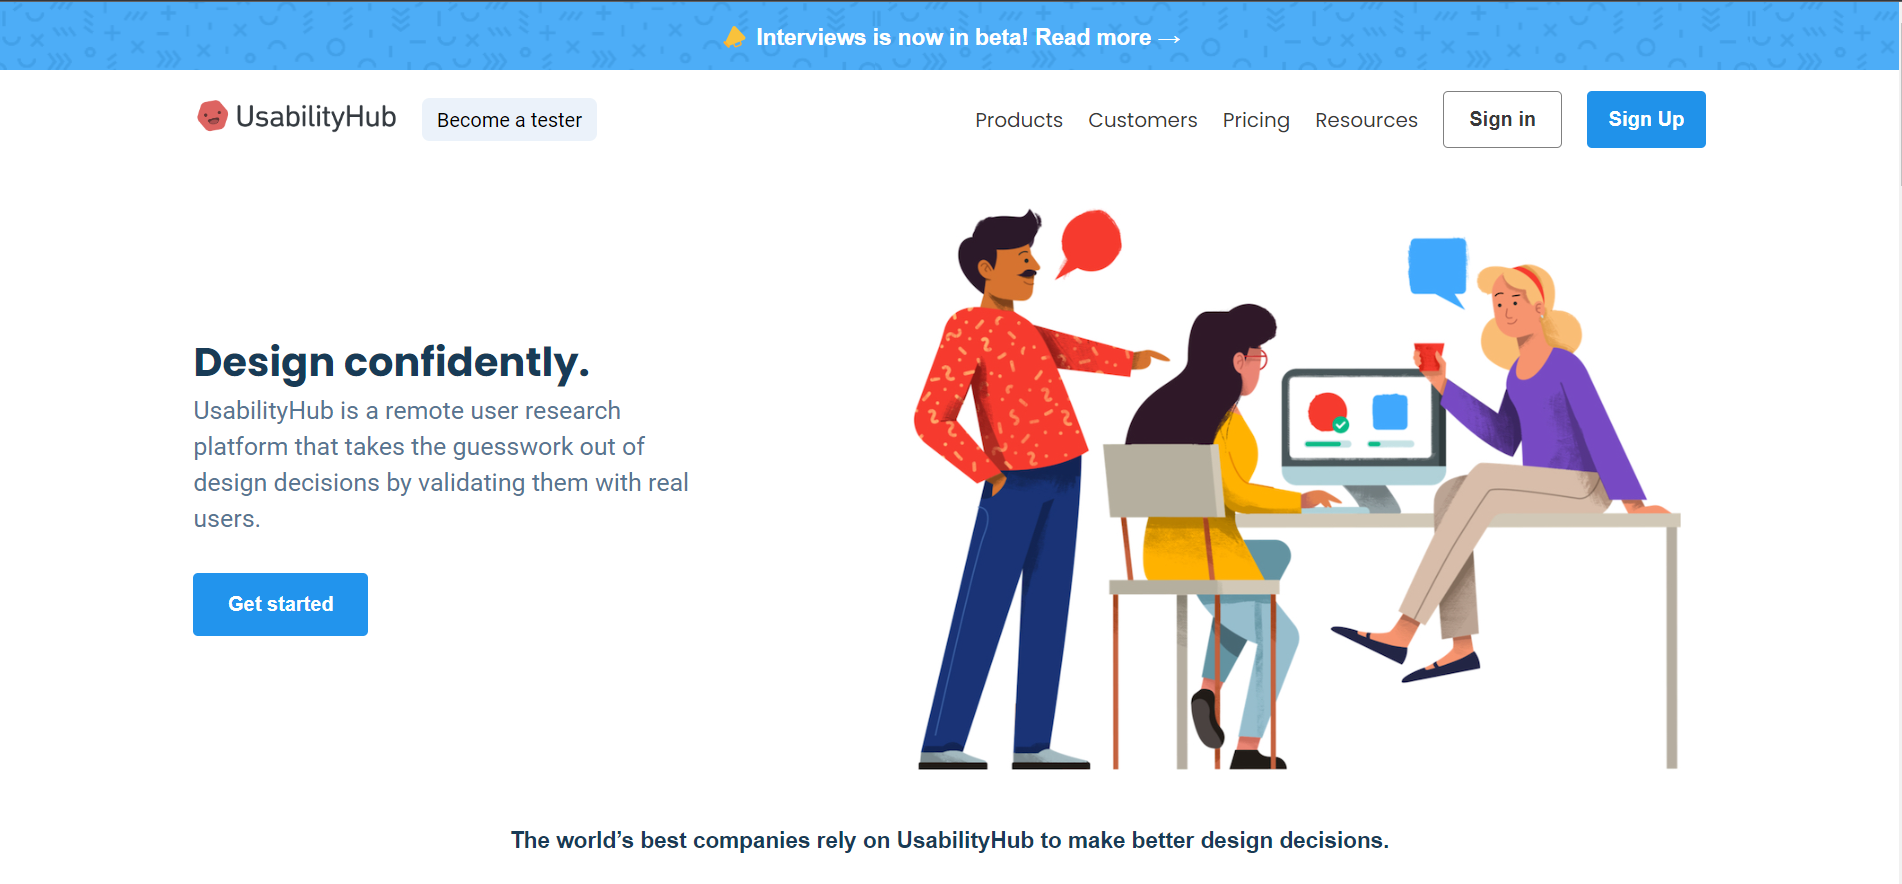 Interviews is now in beta! Read more →
UsabilityHub
Become a tester
Products
Customers
Pricing
Resources
Sign in
Sign Up
Design confidently.
UsabilityHub is a remote user research
platform that takes the guesswork out of
design decisions by validating them with real
users.
Get started
The world’s best companies rely on UsabilityHub to make better design decisions.